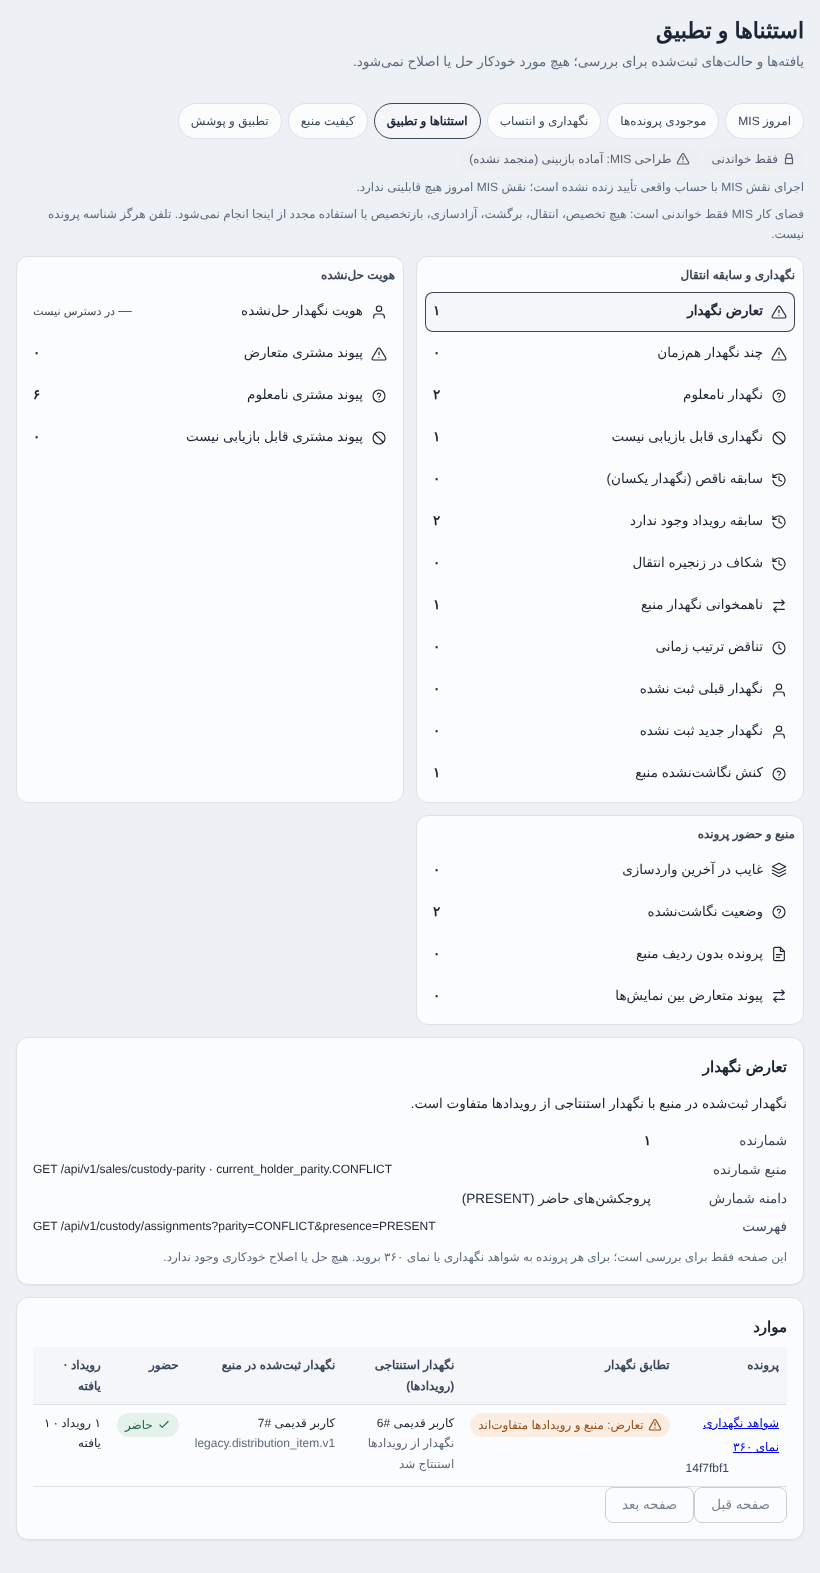 استثناها و تطبیق
یافته‌ها و حالت‌های ثبت‌شده برای بررسی؛ هیچ مورد خودکار حل یا اصلاح نمی‌شود.
امروز MIS
موجودی پرونده‌ها
نگهداری و انتساب
استثناها و تطبیق
کیفیت منبع
تطبیق و پوشش
فقط خواندنی
طراحی MIS: آماده بازبینی (منجمد نشده)
اجرای نقش MIS با حساب واقعی تأیید زنده نشده است؛ نقش MIS امروز هیچ قابلیتی ندارد.
فضای کار MIS فقط خواندنی است: هیچ تخصیص، انتقال، برگشت، آزادسازی، بازتخصیص یا استفاده مجدد از اینجا انجام نمی‌شود. تلفن هرگز شناسه پرونده
نیست.
نگهداری و سابقه انتقال
تعارض نگهدار ۱
چند نگهدار هم‌زمان ۰
نگهدار نامعلوم ۲
نگهداری قابل بازیابی نیست ۱
سابقه ناقص (نگهدار یکسان) ۰
سابقه رویداد وجود ندارد ۲
شکاف در زنجیره انتقال ۰
ناهمخوانی نگهدار منبع ۱
تناقض ترتیب زمانی ۰
نگهدار قبلی ثبت نشده ۰
نگهدار جدید ثبت نشده ۰
کنش نگاشت‌نشده منبع ۱
هویت حل‌نشده
هویت نگهدار حل‌نشده — در دسترس نیست
پیوند مشتری متعارض ۰
پیوند مشتری نامعلوم ۶
پیوند مشتری قابل بازیابی نیست ۰
منبع و حضور پرونده
غایب در آخرین واردسازی ۰
وضعیت نگاشت‌نشده ۲
پرونده بدون ردیف منبع ۰
پیوند متعارض بین نمایش‌ها ۰
تعارض نگهدار
نگهدار ثبت‌شده در منبع با نگهدار استنتاجی از رویدادها متفاوت است.
شمارنده ۱
منبع شمارنده GET /api/v1/sales/custody-parity · current_holder_parity.CONFLICT
دامنه شمارش پروجکشن‌های حاضر (PRESENT)
فهرست GET /api/v1/custody/assignments?parity=CONFLICT&presence=PRESENT
این صفحه فقط برای بررسی است؛ برای هر پرونده به شواهد نگهداری یا نمای ۳۶۰ بروید. هیچ حل یا اصلاح خودکاری وجود ندارد.
موارد
پرونده
تطابق نگهدار
نگهدار استنتاجی
(رویدادها)
نگهدار ثبت‌شده در منبع
حضور
رویداد ·
یافته
شواهد نگهداری
نمای ۳۶۰
14f7fbf1
تعارض: منبع و رویدادها متفاوت‌اند
کاربر قدیمی #6
نگهدار از رویدادها
استنتاج شد
کاربر قدیمی #7
legacy.distribution_item.v1
حاضر
۱ رویداد · ۱
یافته
صفحه قبل
صفحه بعد